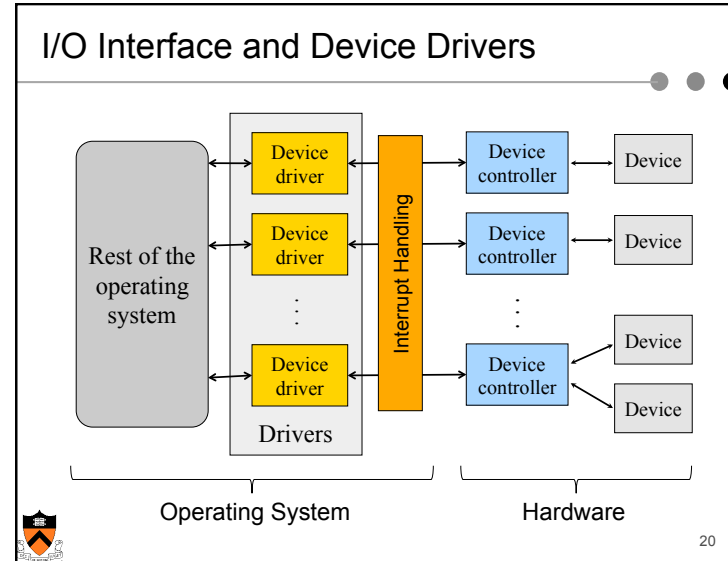 I/O Interface and Device Drivers
Rest of the
operating
system
Device
driver
Device
driver
Device
driver
Drivers
Interrupt Handling
Device
controller
Device
controller
Device
controller
Device
Device
Device
Device
Operating System
Hardware
20